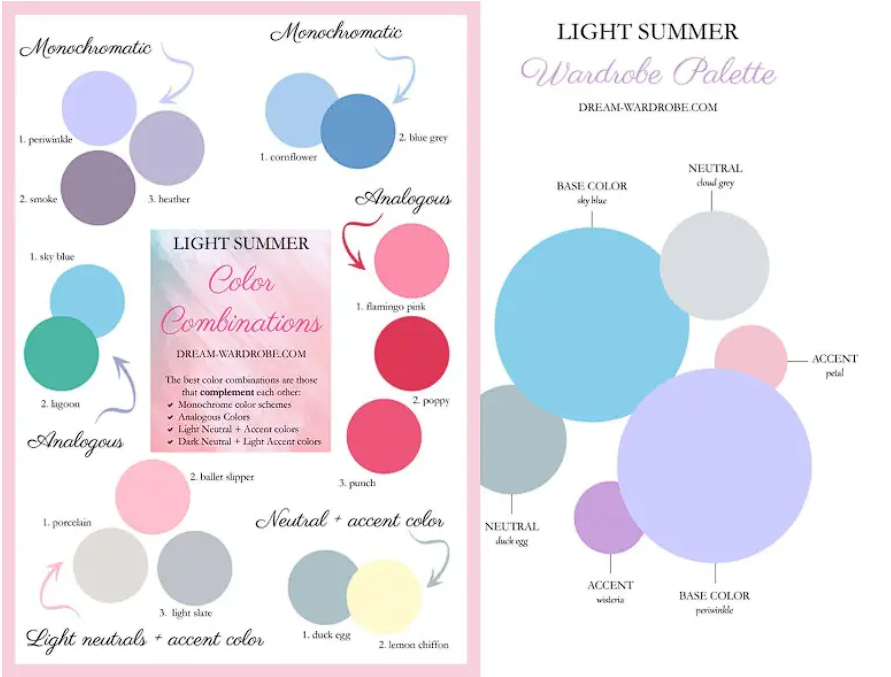 Monochromatic
1. periwinkle
2. smoke
3. heather
Monochromatic
1. cornflower
2. blue grey
Analogous
1. flamingo pink
2. poppy
3. punch
1. sky blue
2. lagoon
Analogous
LIGHT SUMMER
Color
Combinations
DREAM-WARDROBE.COM
The best color combinations are those
that complement each other:
✔ Monochrome color schemes
✔ Analogous Colors
✔ Light Neutral + Accent colors
✔ Dark Neutral + Light Accent colors
2. ballet slipper
1. porcelain
3. light slate
Light neutrals + accent color
Neutral + accent color
1. duck egg
2. lemon chiffon
LIGHT SUMMER
Wardrobe Palette
DREAM-WARDROBE.COM
BASE COLOR
sky blue
NEUTRAL
cloud grey
ACCENT
petal
NEUTRAL
duck egg
ACCENT
wisteria
BASE COLOR
periwinkle